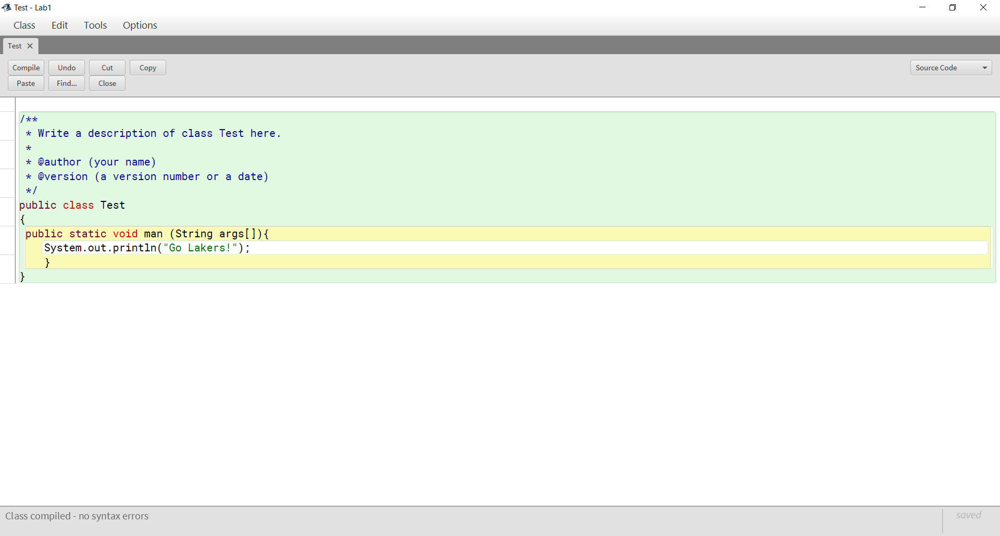 Test - Lab1
Class Edit Tools Options
Test
Compile Undo Cut Copy Source Code
Paste Find... Close
/**
 * Write a description of class Test here.
 *
 * @author (your name)
 * @version (a version number or a date)
 */
public class Test
{
 public static void man (String args[]){
    System.out.println("Go Lakers!");
    }
}
Class compiled - no syntax errors
saved